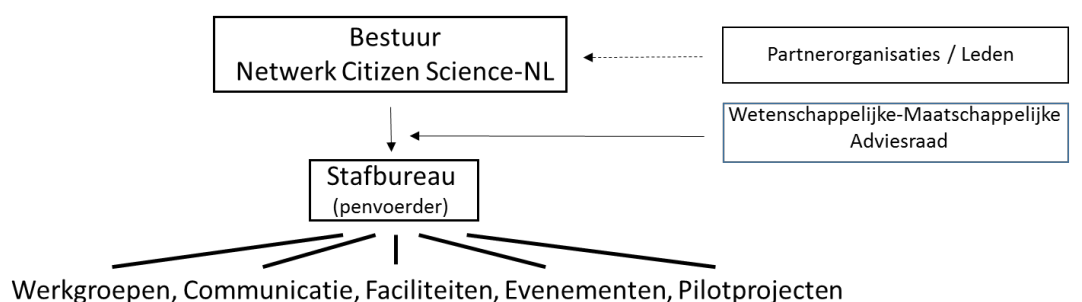 Bestuur
Netwerk Citizen Science-NL
Partnerorganisaties / Leden
Wetenschappelijke-Maatschappelijke
Adviesraad
Stafbureau
(penvoerder)
Werkgroepen, Communicatie, Faciliteiten, Evenementen, Pilotprojecten